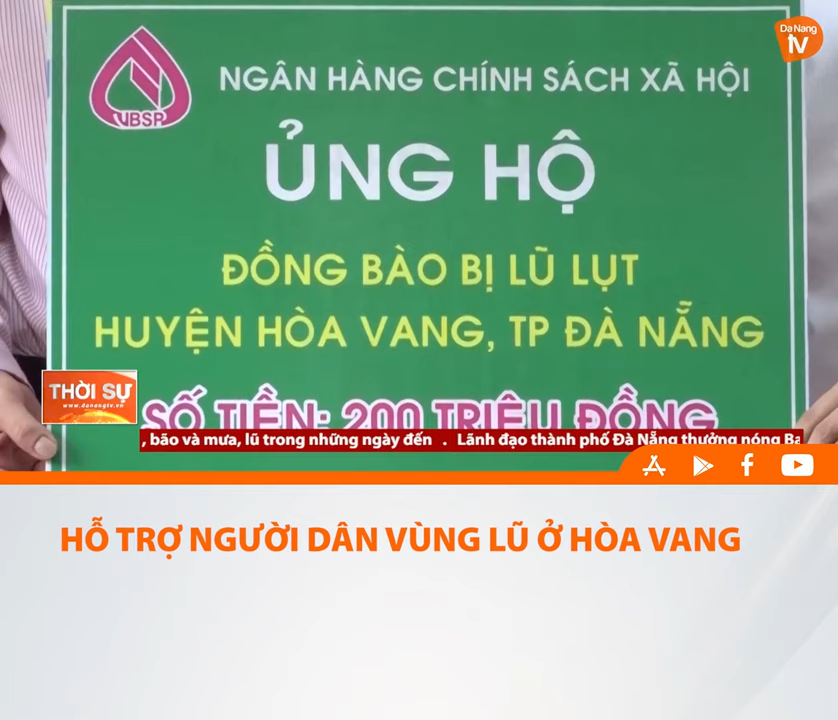 Da Nang
tv
VBSP
NGÂN HÀNG CHÍNH SÁCH XÃ HỘI
ỦNG HỘ
ĐỒNG BÀO BỊ LŨ LỤT
HUYỆN HÒA VANG, TP ĐÀ NẴNG
THỜI SỰ
www.danangtv.vn
SỐ TIỀN: 200 TRIỆU ĐỒNG
, bão và mưa, lũ trong những ngày đến . Lãnh đạo thành phố Đà Nẵng thưởng nóng
HỖ TRỢ NGƯỜI DÂN VÙNG LŨ Ở HÒA VANG